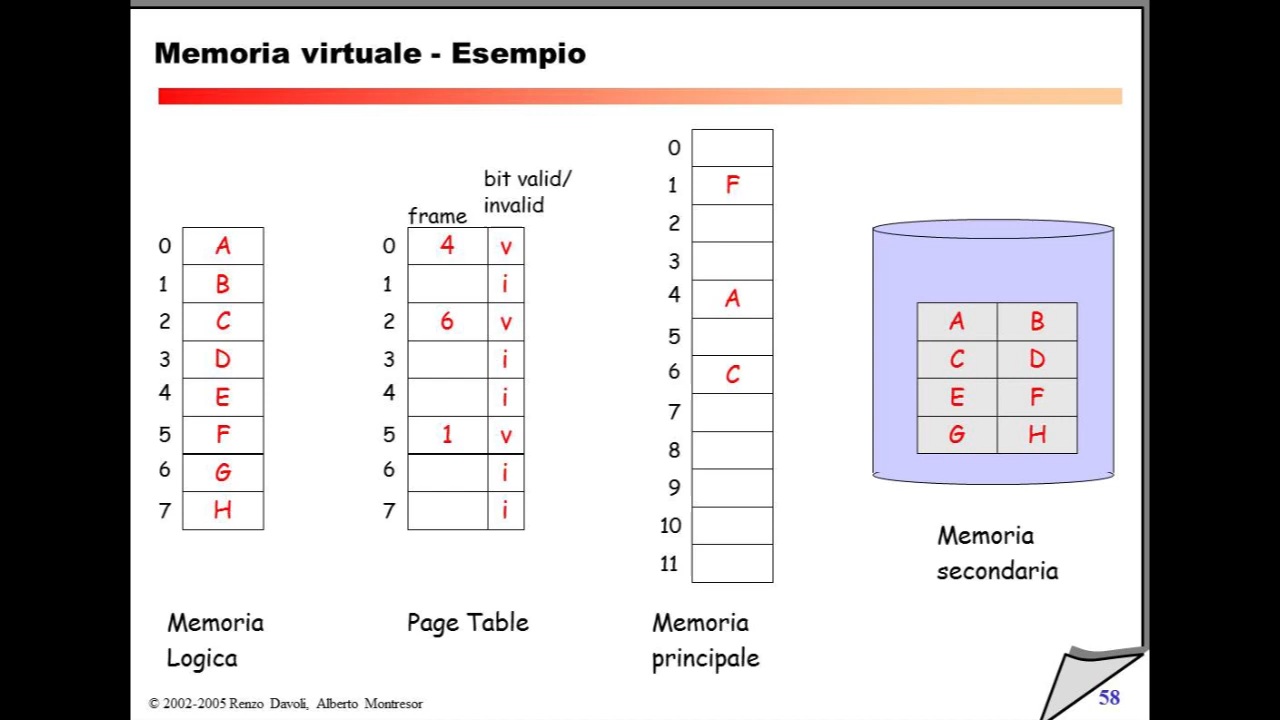 Memoria virtuale - Esempio
bit valid/
invalid
frame
0 A
1 B
2 C
3 D
4 E
5 F
6 G
7 H
0 4 v
1 i
2 6 v
3 i
4 i
5 1 v
6 i
7 i
0
1 F
2
3
4 A
5
6 C
7
8
9
10
11
A B
C D
E F
G H
Memoria
Logica
Page Table
Memoria
principale
Memoria
secondaria
© 2002-2005 Renzo Davoli, Alberto Montresor
58